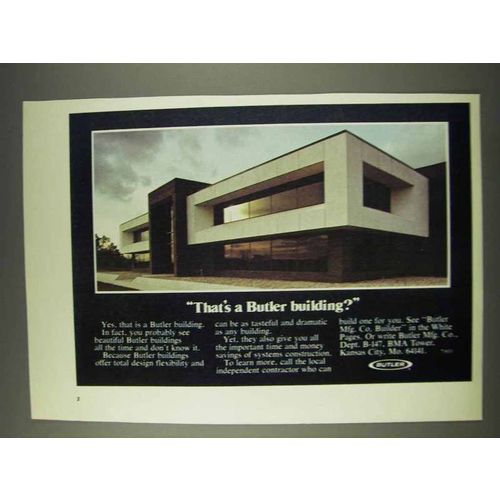 "That's a Butler building?"
Yes, that is a Butler building.
In fact, you probably see
beautiful Butler buildings
all the time and don't know it.
Because Butler buildings
offer total design flexibility and
can be as tasteful and dramatic
as any building.
Yet, they also give you all
the important time and money
savings of systems construction.
To learn more, call the local
independent contractor who can
build one for you. See "Butler
Mfg. Co. Builder" in the White
Pages. Or write Butler Mfg. Co.,
Dept. B-147, BMA Tower,
Kansas City, Mo. 64141.
BUTLER
2